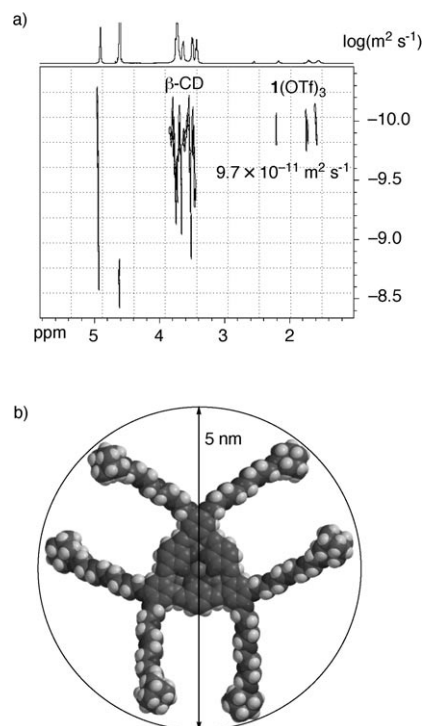 a)
log(m² s⁻¹)
β-CD
1(OTf)₃
−10.0
9.7 × 10⁻¹¹ m² s⁻¹
−9.5
−9.0
−8.5
ppm 5 4 3 2
b)
5 nm